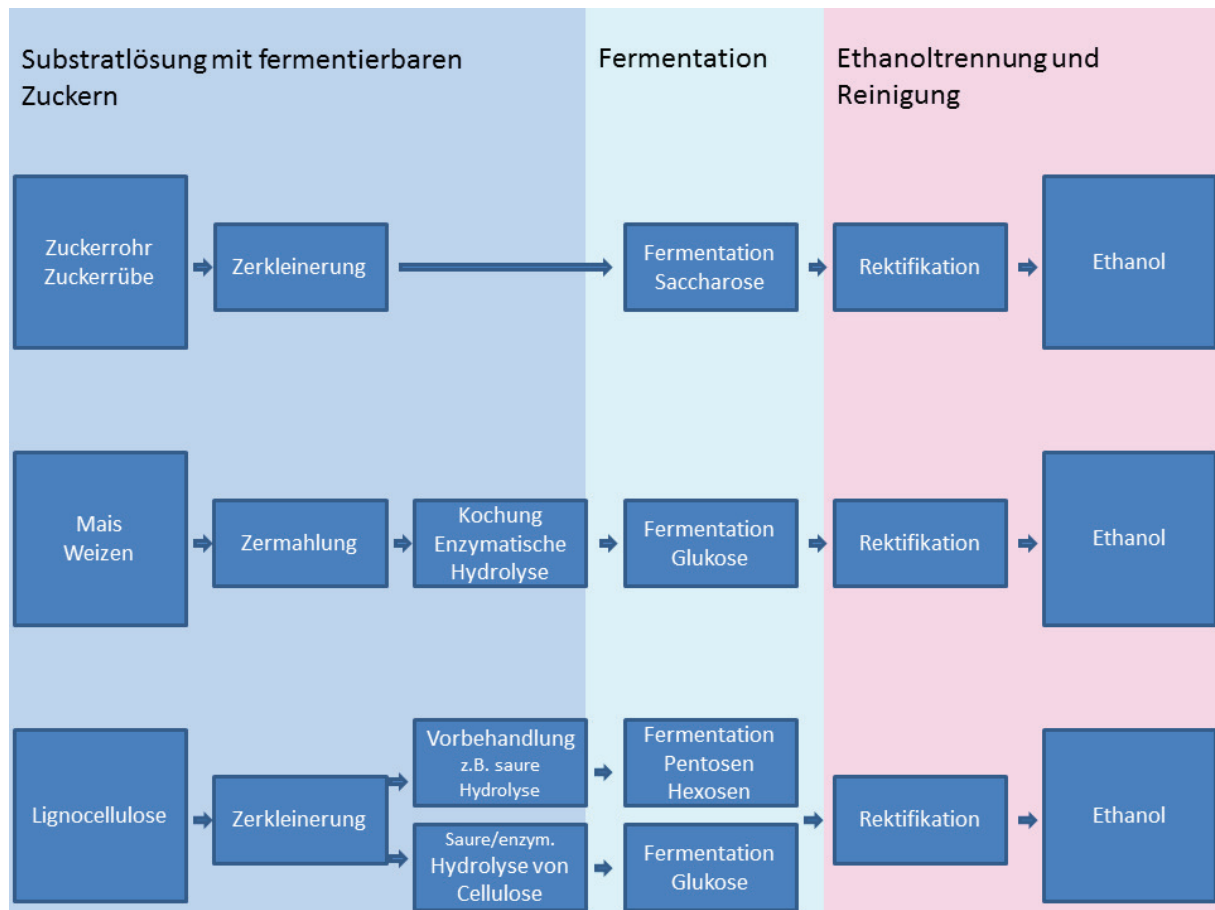 Substratlösung mit fermentierbaren
Zuckern
Fermentation
Ethanoltrennung und
Reinigung
Zuckerrohr
Zuckerrübe
Zerkleinerung
Fermentation
Saccharose
Rektifikation
Ethanol
Mais
Weizen
Zermahlung
Kochung
Enzymatische
Hydrolyse
Fermentation
Glukose
Rektifikation
Ethanol
Lignocellulose
Zerkleinerung
Vorbehandlung
z.B. saure
Hydrolyse
Fermentation
Pentosen
Hexosen
Saure/enzym.
Hydrolyse von
Cellulose
Fermentation
Glukose
Rektifikation
Ethanol